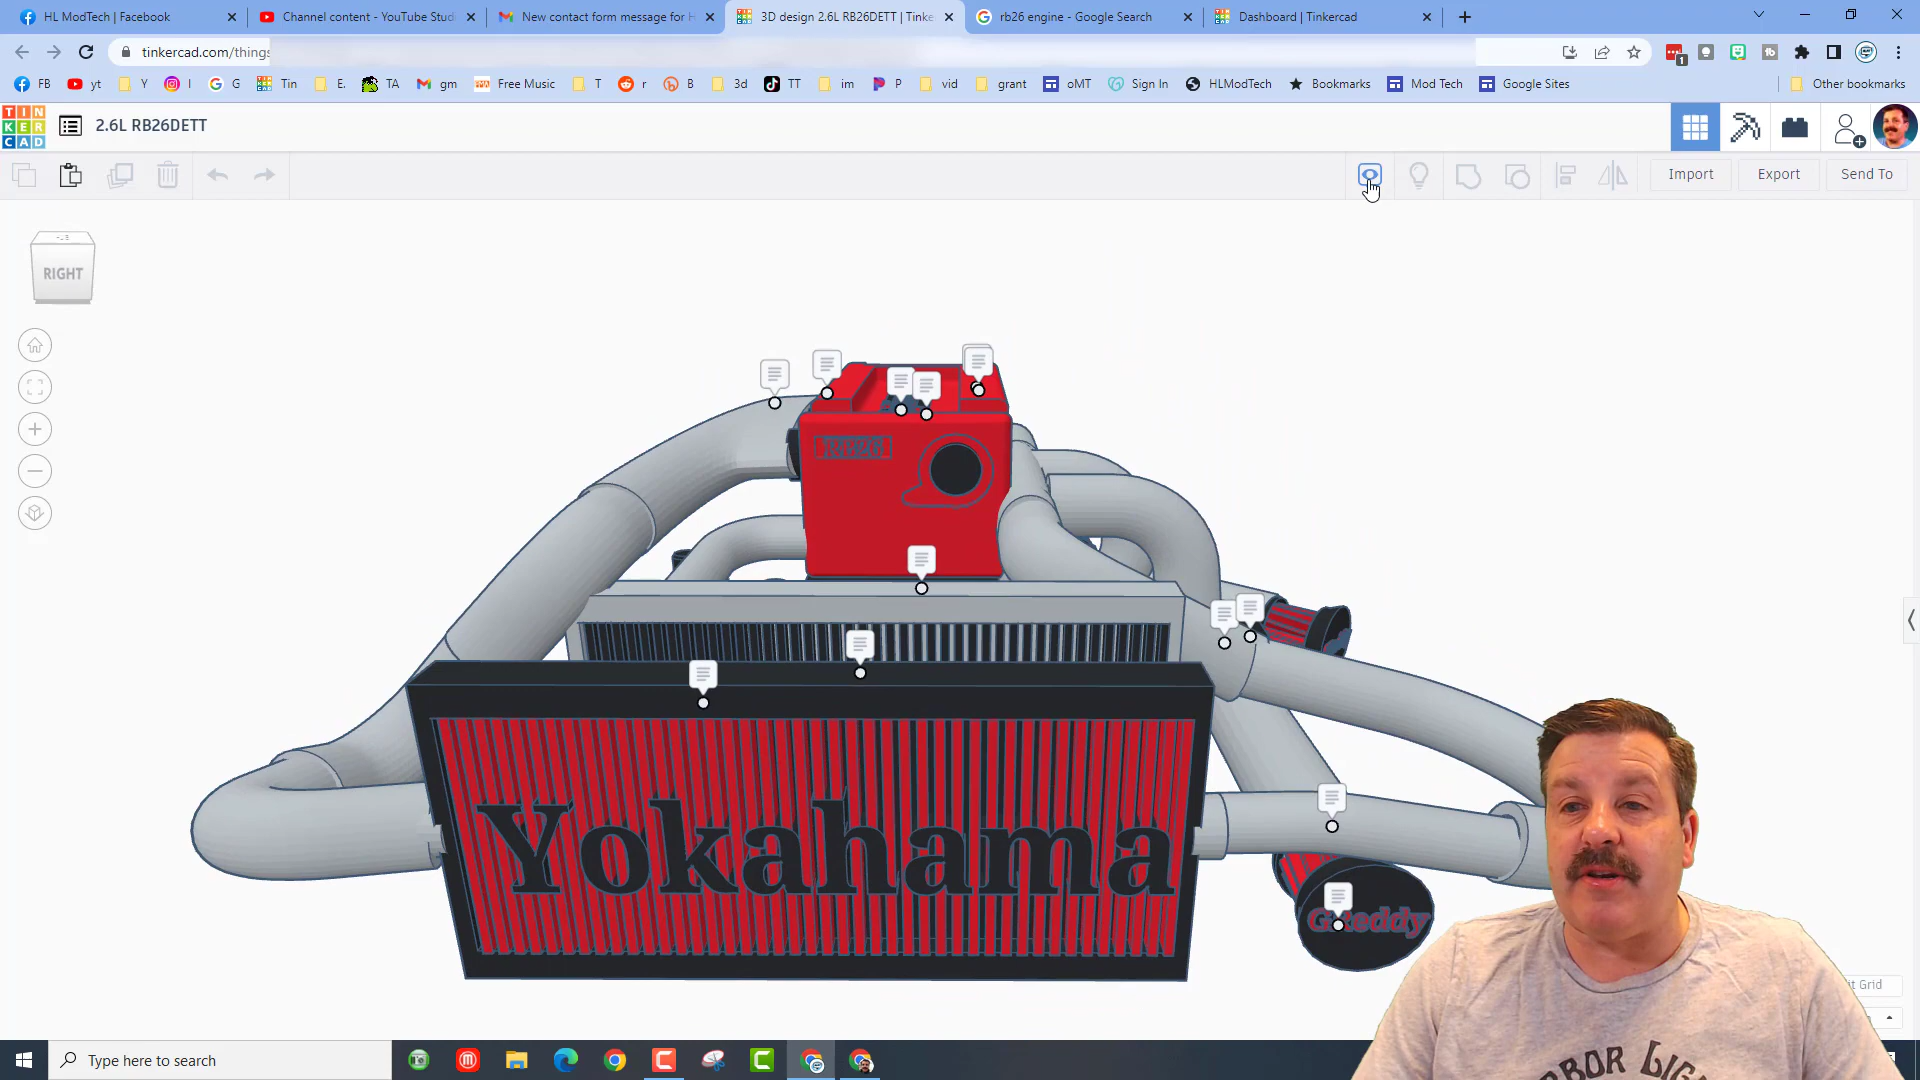 HL ModTech | Facebook
Channel content - YouTube Stud
New contact form message for H
3D design 2.6L RB26DETT | Tinke
rb26 engine - Google Search
Dashboard | Tinkercad
tinkercad.com/things
1
FB
yt
Y
I
G
Tin
E.
TA
gm
Free Music
T
r
B
3d
TT
im
P
vid
grant
oMT
Sign In
HLModTech
Bookmarks
Mod Tech
Google Sites
Other bookmarks
TIN
KER
CAD
2.6L RB26DETT
Import
Export
Send To
RIGHT
Yokahama
Greddy
it Grid
Type here to search